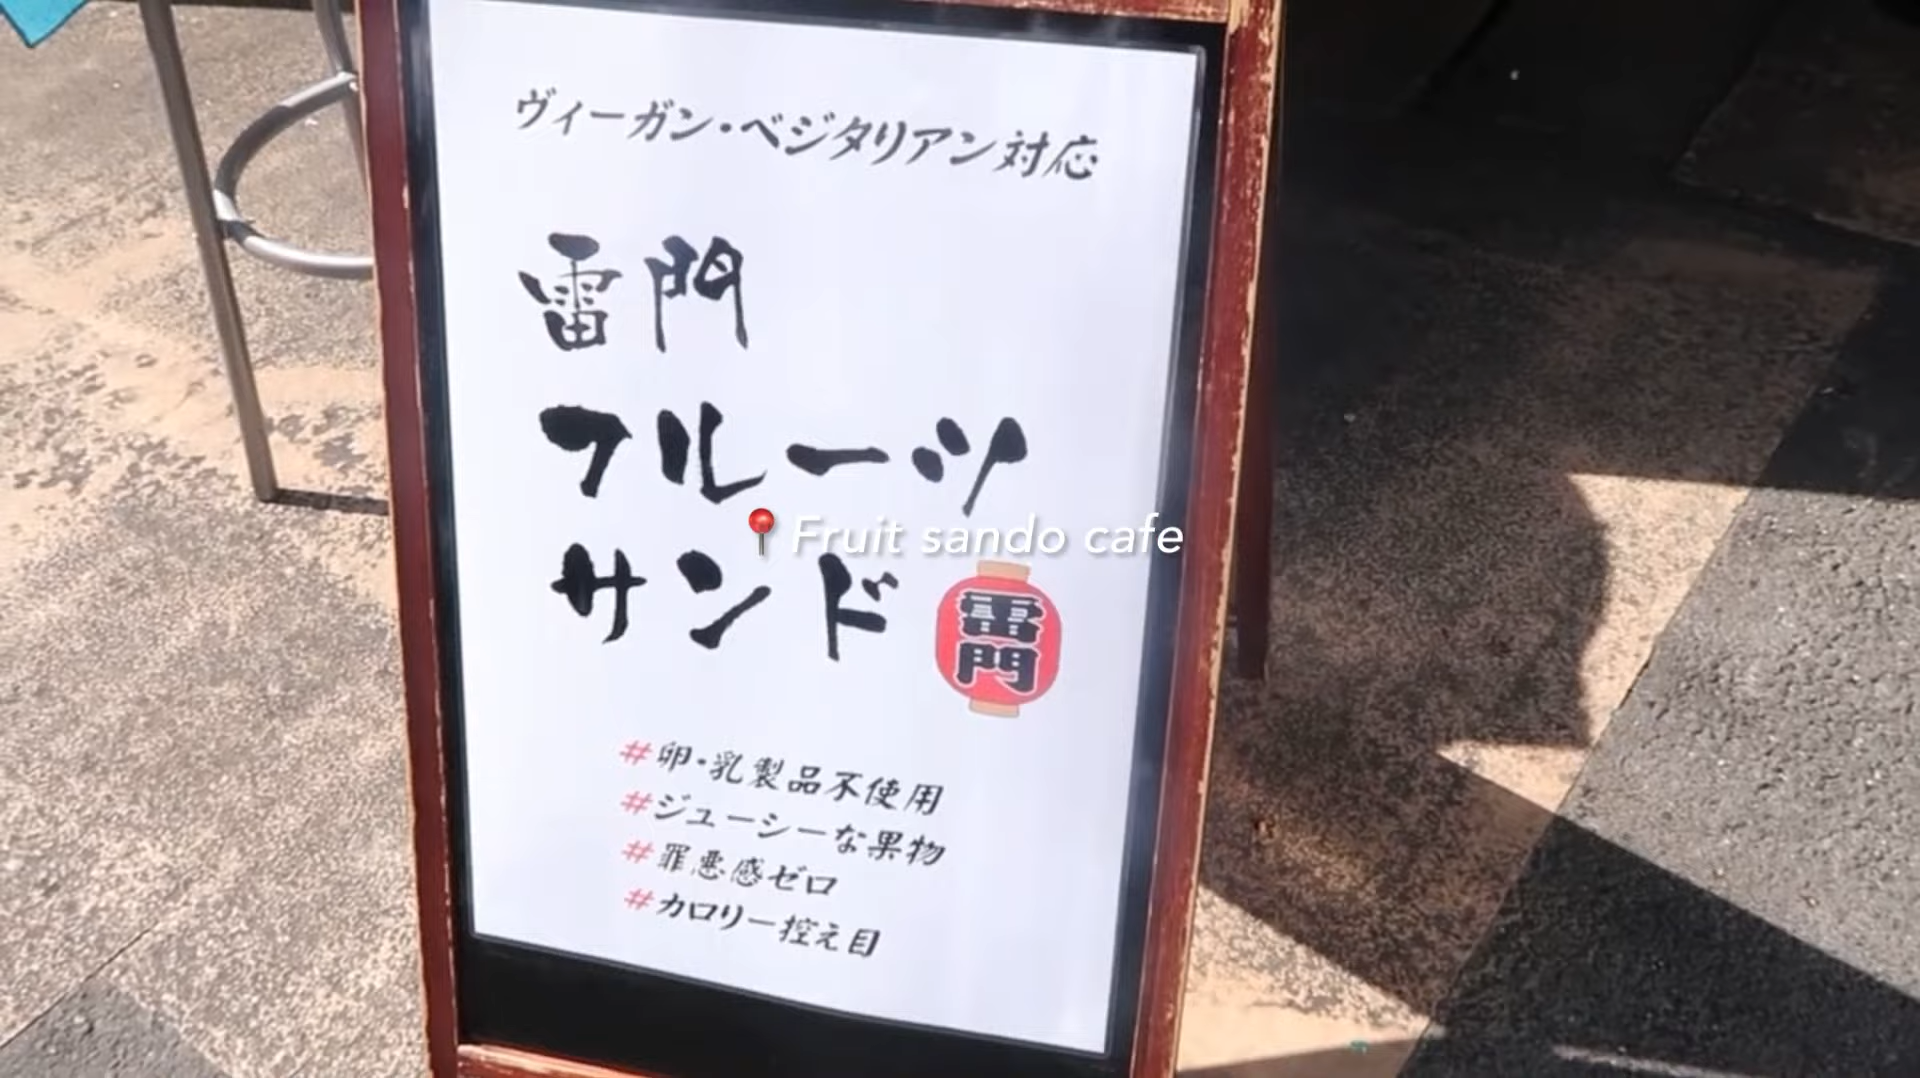 ヴィーガン・ベジタリアン対応
雷門
フルーツ
📍Fruit sando cafe
サンド
雷門
#卵・乳製品不使用
#ジューシーな果物
#罪悪感ゼロ
#カロリー控え目